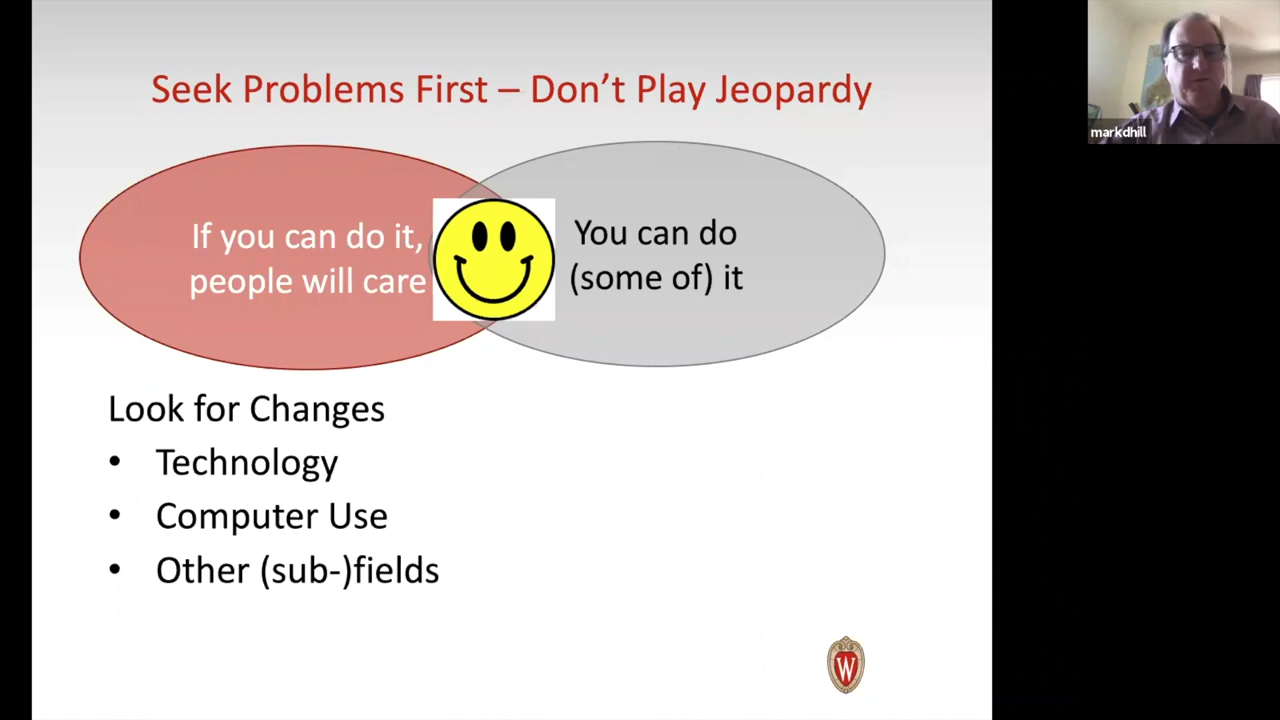 Seek Problems First – Don’t Play Jeopardy
If you can do it,
people will care
You can do
(some of) it
Look for Changes
• Technology
• Computer Use
• Other (sub-)fields
W
markdhill